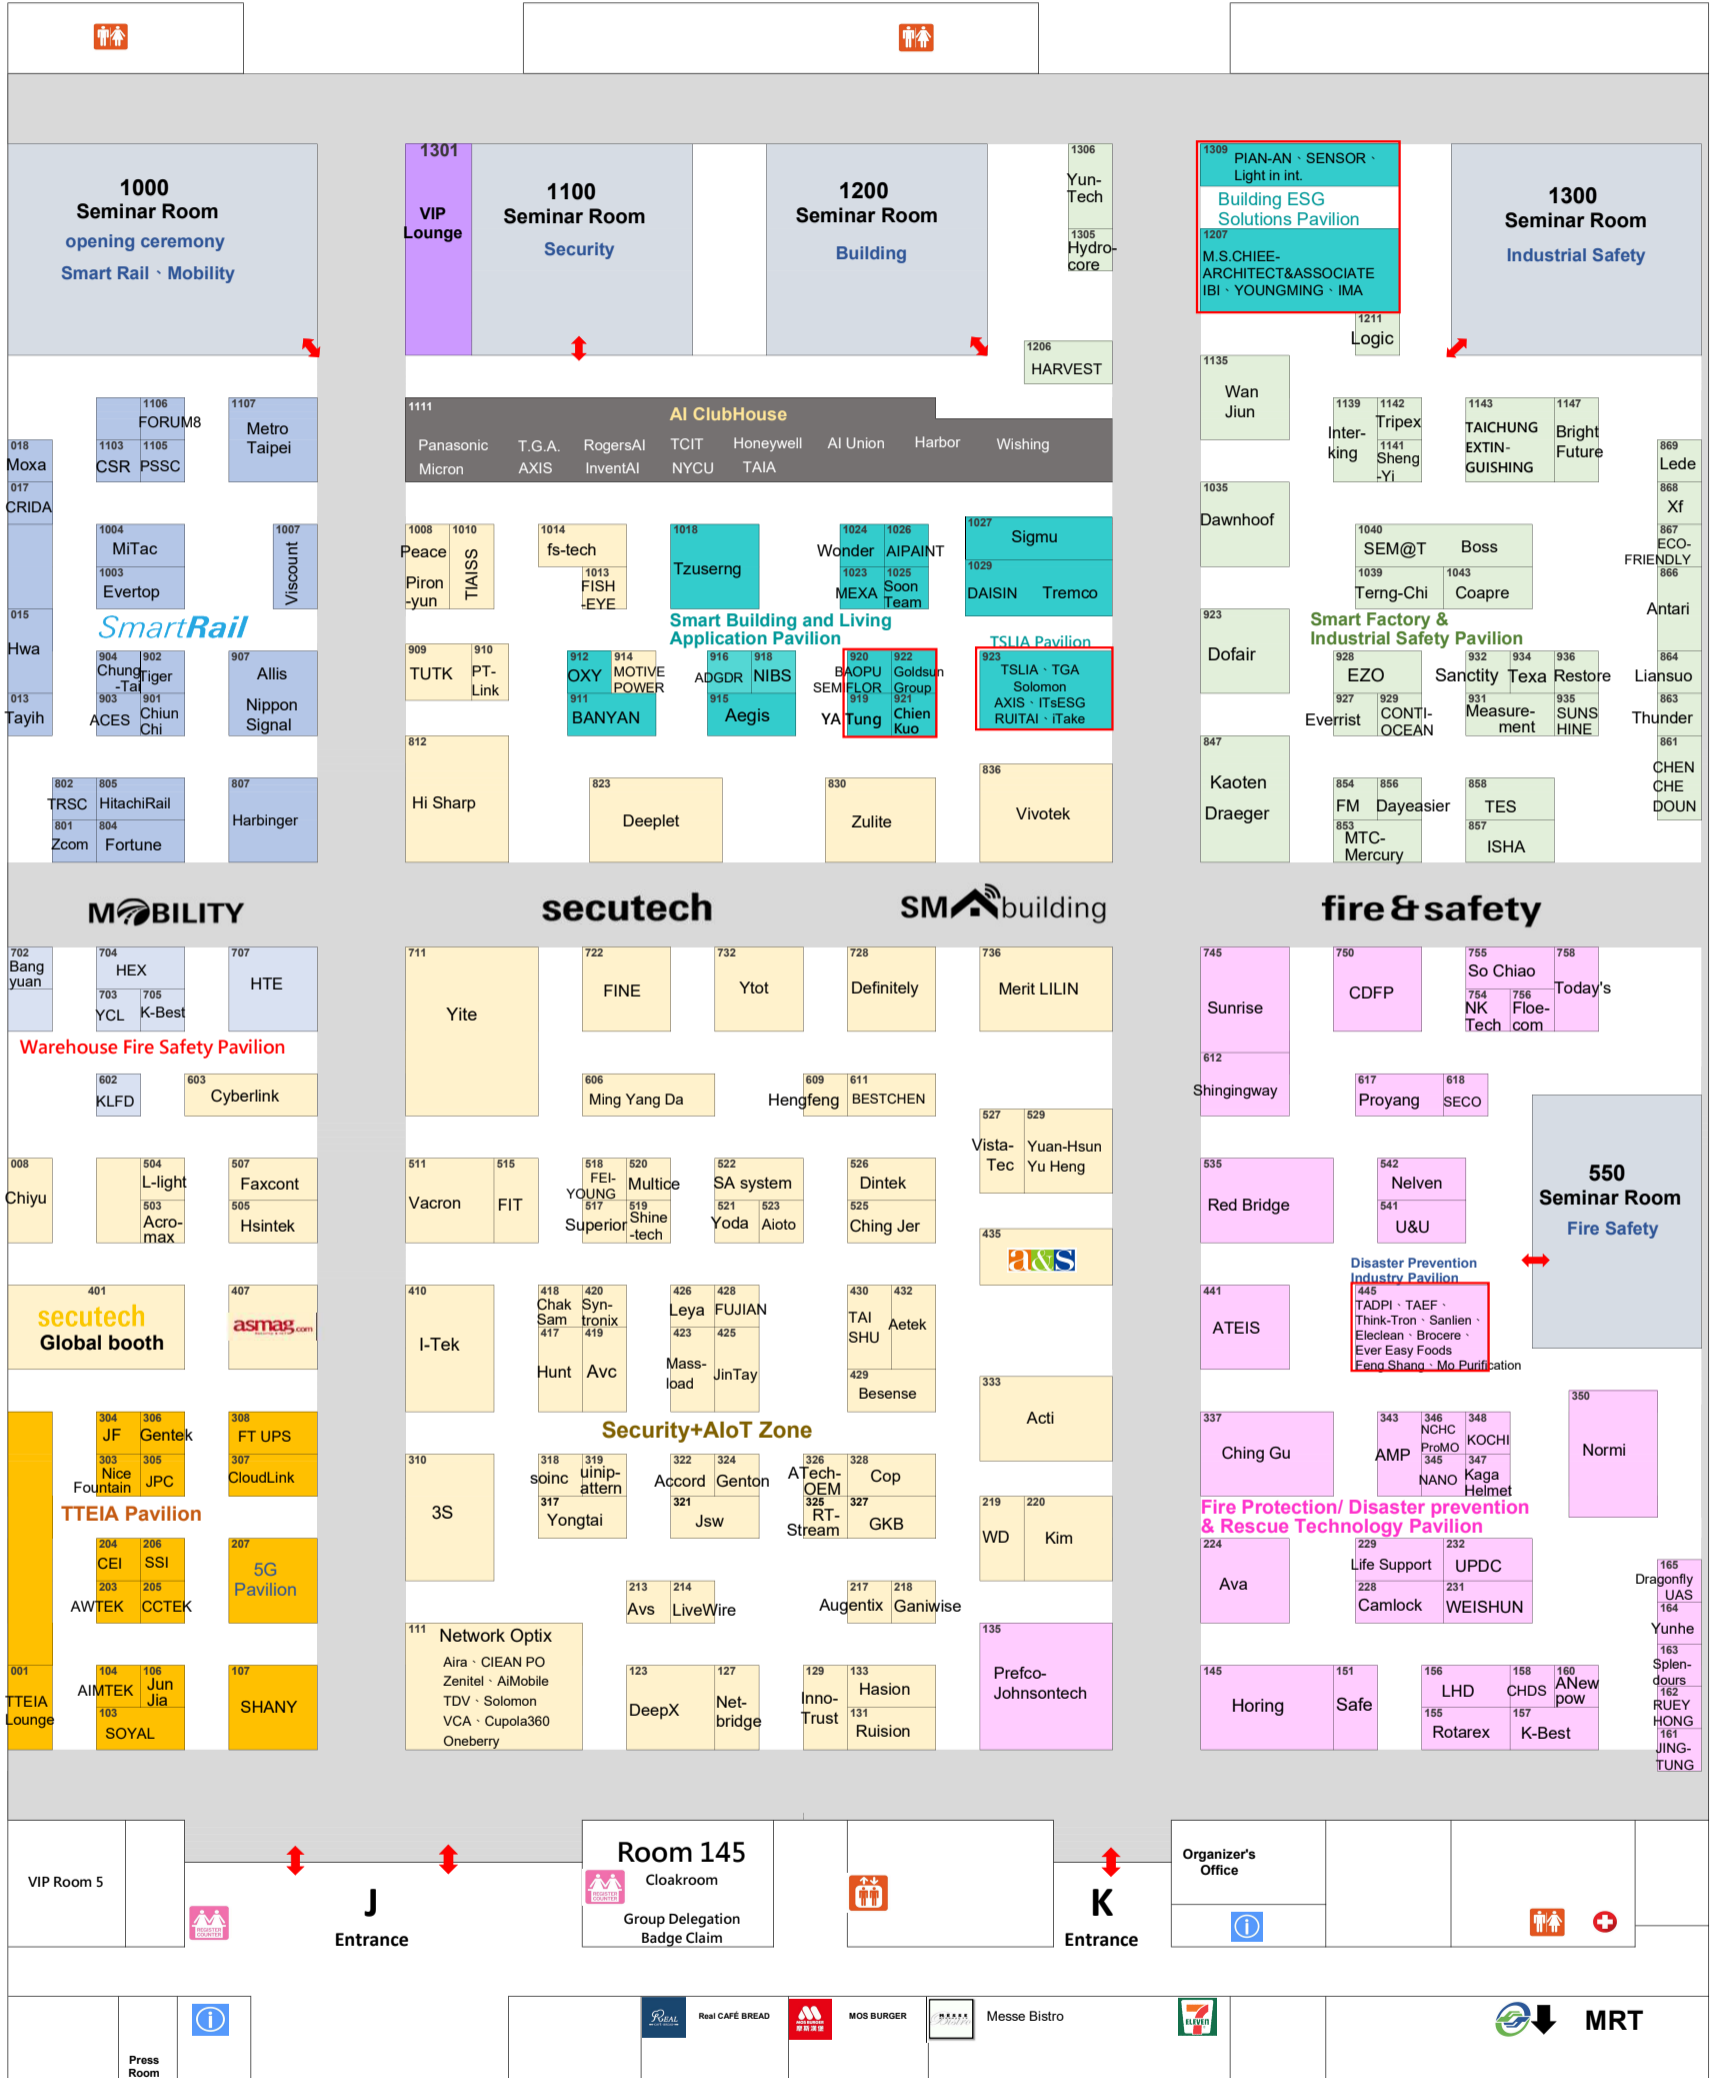 1000
Seminar Room
opening ceremony
Smart Rail、Mobility
1301
VIP
Lounge
1100
Seminar Room
Security
1200
Seminar Room
Building
1306
Yun-
Tech
1305
Hydro-
core
1309
PIAN-AN、SENSOR、
Light in int.
Building ESG
Solutions Pavilion
1207
M.S.CHIEE-
ARCHITECT&ASSOCIATE
IBI、YOUNGMING、IMA
1300
Seminar Room
Industrial Safety
1211
Logic
1206
HARVEST
1106
FORUM8
1103
CSR
1105
PSSC
1107
Metro
Taipei
018
Moxa
017
CRIDA
1111
AI ClubHouse
Panasonic T.G.A. RogersAI TCIT Honeywell AI Union Harbor Wishing
Micron AXIS InventAI NYCU TAIA
1135
Wan
Jiun
1139
Inter-
king
1142
Tripex
1141
Sheng
-Yi
1143
TAICHUNG
EXTIN-
GUISHING
1147
Bright
Future
869
Lede
868
Xf
867
ECO-
FRIENDLY
866
Antari
1004
MiTac
1003
Evertop
1007
Viscount
1008
Peace
Piron
-yun
1010
TIAISS
1014
fs-tech
1013
FISH
-EYE
1018
Tzuserng
1024
Wonder
1026
AIPAINT
1023
MEXA
1025
Soon
Team
1027
Sigmu
1029
DAISIN Tremco
1035
Dawnhoof
1040
SEM@T Boss
1039
Terng-Chi
1043
Coapre
015
Hwa
SmartRail
Smart Building and Living
Application Pavilion
TSLIA Pavilion
Smart Factory &
Industrial Safety Pavilion
013
Tayih
904
Chung
-Tai
902
Tiger
903
ACES
901
Chiun
Chi
907
Allis
Nippon
Signal
909
TUTK
910
PT-
Link
912
OXY
914
MOTIVE
POWER
911
BANYAN
916
ADGDR
918
NIBS
915
Aegis
920
BAOPU
SEMIFLOR
922
Goldsun
Group
919
YA Tung
921
Chien
Kuo
923
TSLIA、TGA
Solomon
AXIS、ITsESG
RUITAI、iTake
923
Dofair
928
EZO
927
Everrist
929
CONTI-
OCEAN
932
Sanctity
934
Texa
936
Restore
931
Measure-
ment
935
SUNS
HINE
864
Liansuo
863
Thunder
861
CHEN
CHE
DOUN
802
TRSC
805
HitachiRail
801
Zcom
804
Fortune
807
Harbinger
812
Hi Sharp
823
Deeplet
830
Zulite
836
Vivotek
847
Kaoten
Draeger
854
FM
856
Dayeasier
853
MTC-
Mercury
858
TES
857
ISHA
MOBILITY
secutech
SMAbuilding
fire&safety
702
Bang
yuan
704
HEX
703
YCL
705
K-Best
707
HTE
Warehouse Fire Safety Pavilion
711
Yite
722
FINE
732
Ytot
728
Definitely
736
Merit LILIN
745
Sunrise
750
CDFP
755
So Chiao
754
NK
Tech
756
Floe-
com
758
Today's
602
KLFD
603
Cyberlink
606
Ming Yang Da
609
Hengfeng
611
BESTCHEN
612
Shingingway
617
Proyang
618
SECO
527
Vista-
Tec
529
Yuan-Hsun
Yu Heng
008
Chiyu
504
L-light
503
Acro-
max
507
Faxcont
505
Hsintek
511
Vacron
515
FIT
518
FEI-
YOUNG
520
Multice
517
Superior
519
Shine
-tech
522
SA system
521
Yoda
523
Aioto
526
Dintek
525
Ching Jer
535
Red Bridge
542
Nelven
541
U&U
550
Seminar Room
Fire Safety
435
a&s
401
secutech
Global booth
407
asmag.com
410
I-Tek
418
Chak
Sam
420
Syn-
tronix
417
Hunt
419
Avc
426
Leya
428
FUJIAN
423
Mass-
load
425
JinTay
430
TAI
SHU
432
Aetek
429
Besense
441
ATEIS
Disaster Prevention
Industry Pavilion
445
TADPI、TAEF、
Think-Tron、Sanlien、
Eleclean、Brocere、
Ever Easy Foods
Feng Shang、Mo Purification
333
Acti
350
Normi
304
JF
306
Gentek
303
Nice
Fountain
305
JPC
308
FT UPS
307
CloudLink
TTEIA Pavilion
Security+AIoT Zone
310
3S
318
soinc
319
uinip-
attern
317
Yongtai
322
Accord
324
Genton
321
Jsw
326
ATech-
OEM
328
Cop
325
RT-
Stream
327
GKB
337
Ching Gu
343
AMP
346
NCHC
ProMO
348
KOCHI
345
NANO
347
Kaga
Helmet
Fire Protection/ Disaster prevention
& Rescue Technology Pavilion
219
WD
220
Kim
204
CEI
206
SSI
203
AWTEK
205
CCTEK
207
5G
Pavilion
213
Avs
214
LiveWire
217
Augentix
218
Ganiwise
224
Ava
229
Life Support
232
UPDC
228
Camlock
231
WEISHUN
165
Dragonfly
UAS
164
Yunhe
163
Splen-
dours
162
RUEY
HONG
161
JING-
TUNG
001
TTEIA
Lounge
104
AIMTEK
106
Jun
Jia
103
SOYAL
107
SHANY
111
Network Optix
Aira、CIEAN PO
Zenitel、AiMobile
TDV、Solomon
VCA、Cupola360
Oneberry
123
DeepX
127
Net-
bridge
129
Inno-
Trust
133
Hasion
131
Ruision
135
Prefco-
Johnsontech
145
Horing
151
Safe
156
LHD
158
CHDS
160
ANew
pow
155
Rotarex
157
K-Best
VIP Room 5
REGISTER
COUNTER
J
Entrance
Room 145
Cloakroom
REGISTER
COUNTER
Group Delegation
Badge Claim
K
Entrance
Organizer's
Office
Press
Room
REAL
Real CAFÉ BREAD
MOS BURGER
摩斯漢堡
MOS BURGER
Messe Bistro
7
ELEVEn
MRT